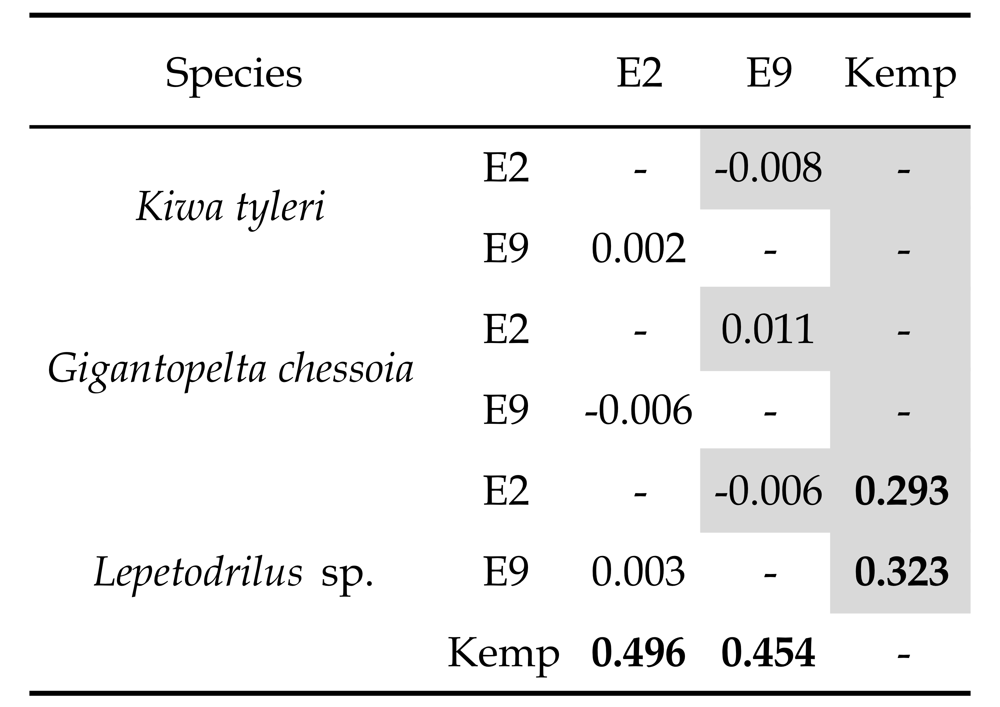 Species E2 E9 Kemp
E2 - -0.008 -
Kiwa tyleri
E9 0.002 - -
E2 - 0.011 -
Gigantopelta chessoia
E9 -0.006 - -
E2 - -0.006 0.293
Lepetodrilus sp. E9 0.003 - 0.323
Kemp 0.496 0.454 -